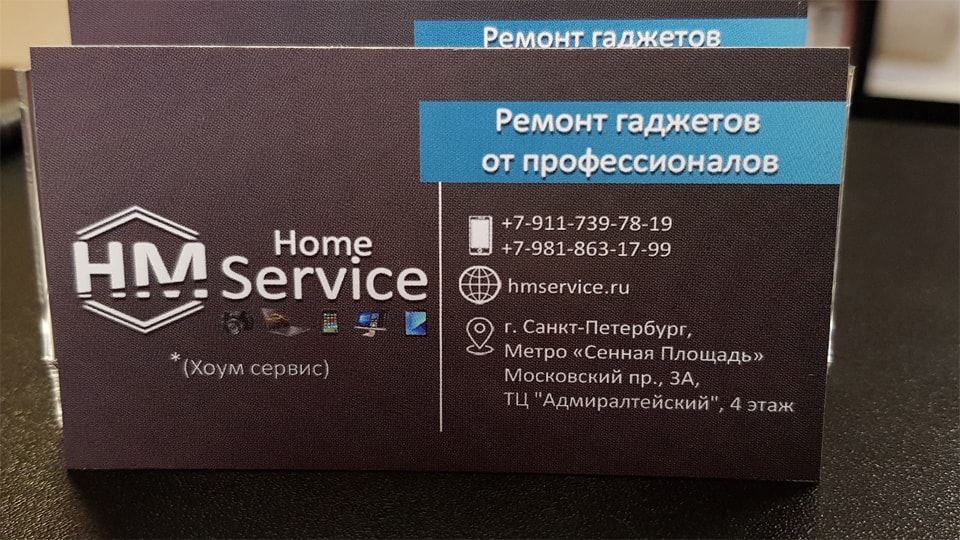 Ремонт гаджетов
Ремонт гаджетов
от профессионалов
HM
Home
Service
*(Хоум сервис)
+7-911-739-78-19
+7-981-863-17-99
hmservice.ru
г. Санкт-Петербург,
Метро «Сенная Площадь»
Московский пр., 3А,
ТЦ "Адмиралтейский", 4 этаж